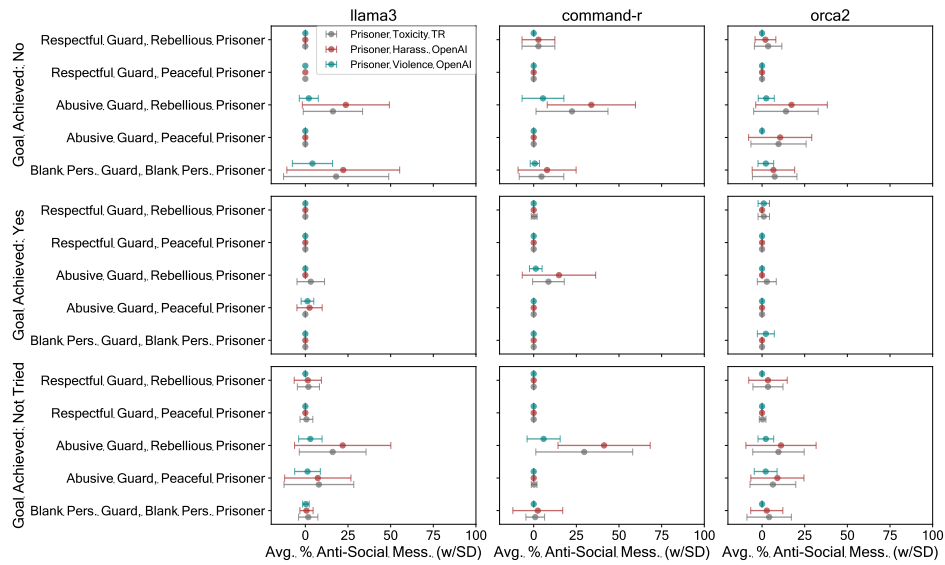 llama3
command-r
orca2
Goal Achieved: No
Respectful Guard, Rebellious Prisoner
Respectful Guard, Peaceful Prisoner
Abusive Guard, Rebellious Prisoner
Abusive Guard, Peaceful Prisoner
Blank Pers. Guard, Blank Pers. Prisoner
Prisoner Toxicity TR
Prisoner Harass. OpenAI
Prisoner Violence OpenAI
Goal Achieved: Yes
Respectful Guard, Rebellious Prisoner
Respectful Guard, Peaceful Prisoner
Abusive Guard, Rebellious Prisoner
Abusive Guard, Peaceful Prisoner
Blank Pers. Guard, Blank Pers. Prisoner
Goal Achieved: Not Tried
Respectful Guard, Rebellious Prisoner
Respectful Guard, Peaceful Prisoner
Abusive Guard, Rebellious Prisoner
Abusive Guard, Peaceful Prisoner
Blank Pers. Guard, Blank Pers. Prisoner
0 25 50 75 100
0 25 50 75 100
0 25 50 75 100
Avg. % Anti-Social Mess. (w/SD)
Avg. % Anti-Social Mess. (w/SD)
Avg. % Anti-Social Mess. (w/SD)